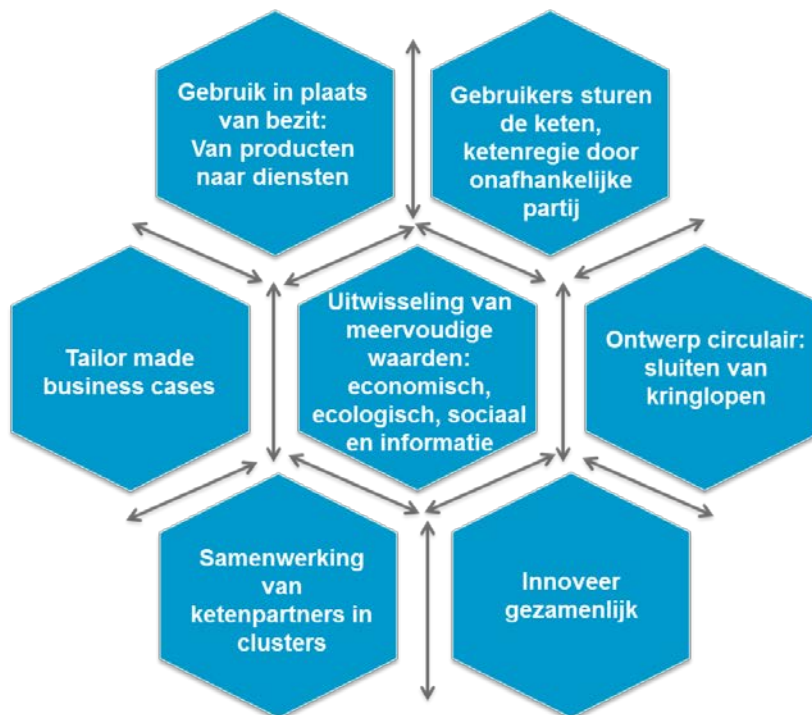 Gebruik in plaats
van bezit:
Van producten
naar diensten
Gebruikers sturen
de keten,
ketenregie door
onafhankelijke
partij
Tailor made
business cases
Uitwisseling van
meervoudige
waarden:
economisch,
ecologisch, sociaal
en informatie
Ontwerp circulair:
sluiten van
kringlopen
Samenwerking
van
ketenpartners in
clusters
Innoveer
gezamenlijk